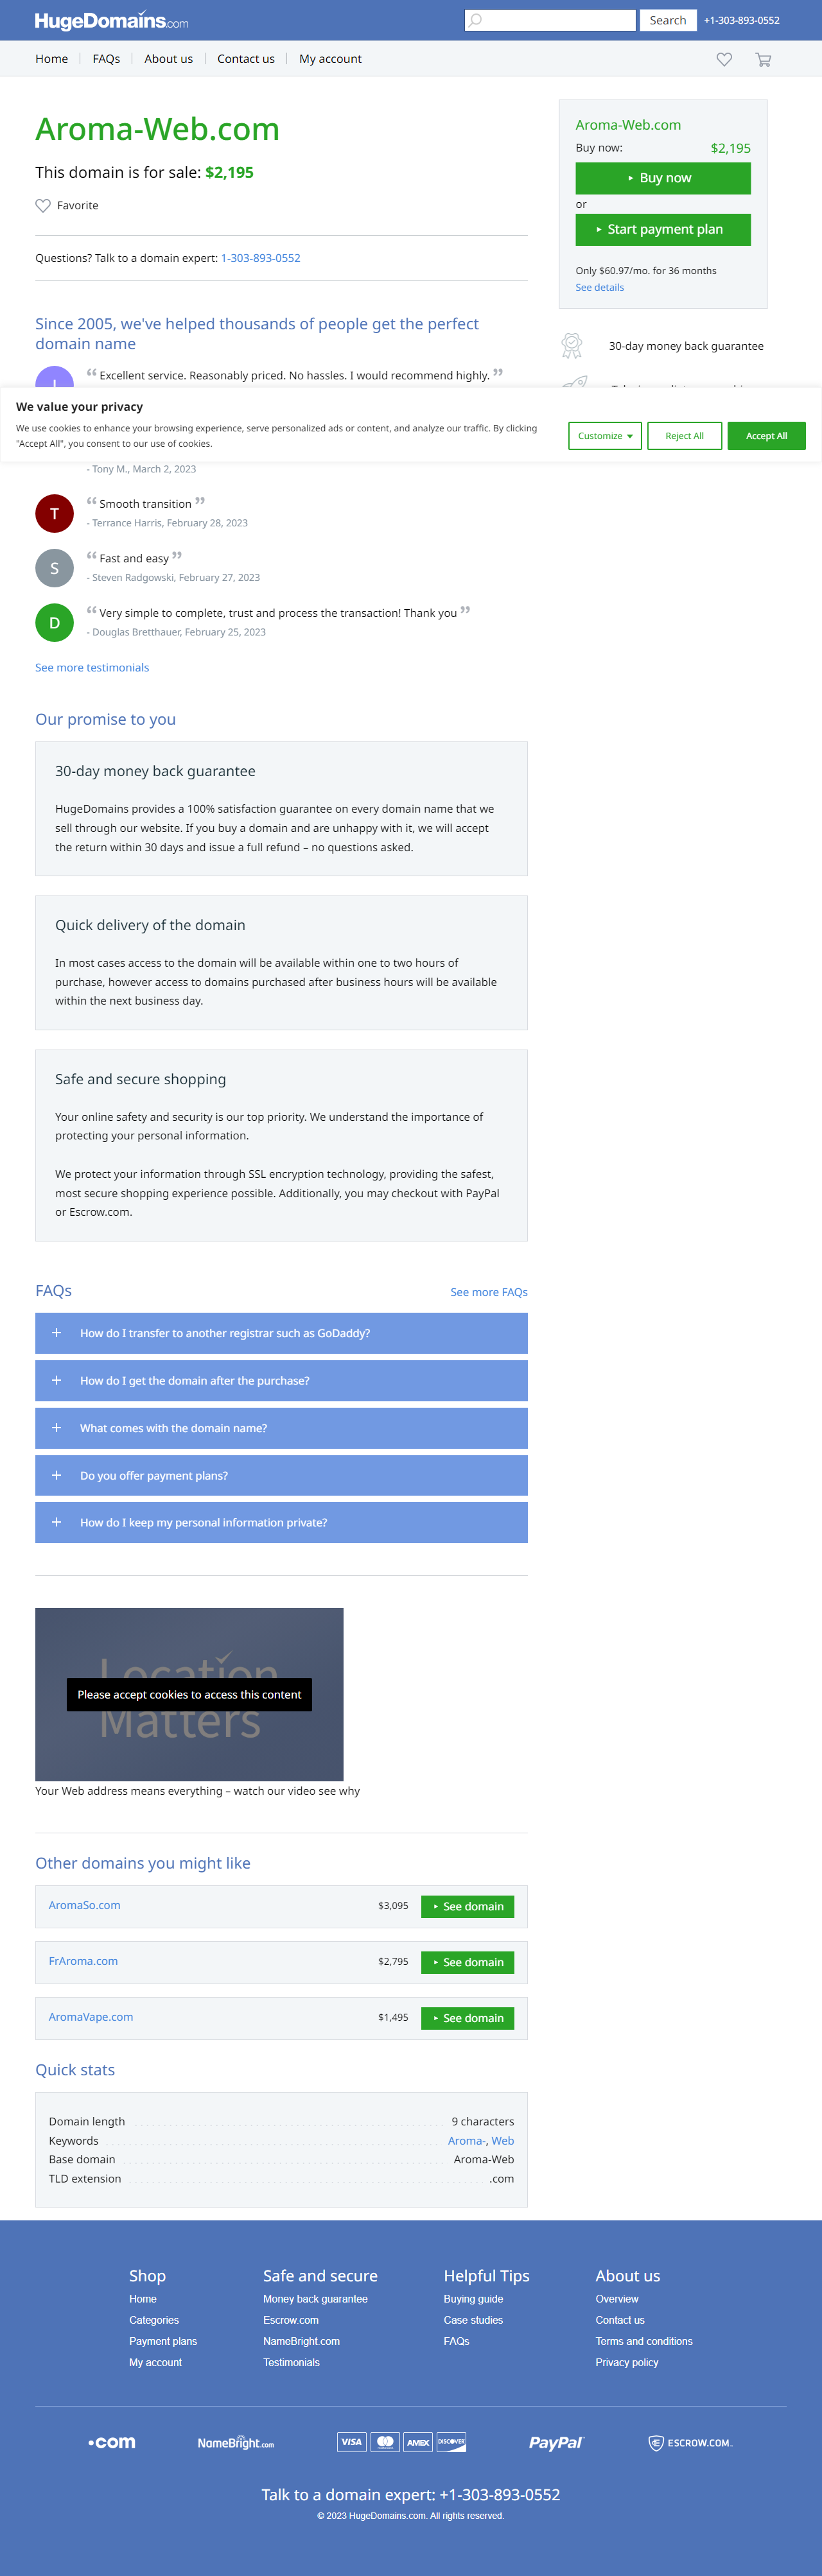 HugeDomains.com
Search
+1-303-893-0552
Home
FAQs
About us
Contact us
My account
Aroma-Web.com
This domain is for sale: $2,195
Favorite
Questions? Talk to a domain expert: 1-303-893-0552
Aroma-Web.com
Buy now:
$2,195
Buy now
or
Start payment plan
Only $60.97/mo. for 36 months
See details
30-day money back guarantee
Since 2005, we've helped thousands of people get the perfect
domain name
Excellent service. Reasonably priced. No hassles. I would recommend highly.
We value your privacy
We use cookies to enhance your browsing experience, serve personalized ads or content, and analyze our traffic. By clicking
"Accept All", you consent to our use of cookies.
Customize
Reject All
Accept All
- Tony M., March 2, 2023
T
Smooth transition
- Terrance Harris, February 28, 2023
S
Fast and easy
- Steven Radgowski, February 27, 2023
D
Very simple to complete, trust and process the transaction! Thank you
- Douglas Bretthauer, February 25, 2023
See more testimonials
Our promise to you
30-day money back guarantee
HugeDomains provides a 100% satisfaction guarantee on every domain name that we
sell through our website. If you buy a domain and are unhappy with it, we will accept
the return within 30 days and issue a full refund – no questions asked.
Quick delivery of the domain
In most cases access to the domain will be available within one to two hours of
purchase, however access to domains purchased after business hours will be available
within the next business day.
Safe and secure shopping
Your online safety and security is our top priority. We understand the importance of
protecting your personal information.
We protect your information through SSL encryption technology, providing the safest,
most secure shopping experience possible. Additionally, you may checkout with PayPal
or Escrow.com.
FAQs
See more FAQs
+ How do I transfer to another registrar such as GoDaddy?
+ How do I get the domain after the purchase?
+ What comes with the domain name?
+ Do you offer payment plans?
+ How do I keep my personal information private?
Location
Please accept cookies to access this content
Matters
Your Web address means everything – watch our video see why
Other domains you might like
AromaSo.com
$3,095
See domain
FrAroma.com
$2,795
See domain
AromaVape.com
$1,495
See domain
Quick stats
Domain length 9 characters
Keywords Aroma-, Web
Base domain Aroma-Web
TLD extension .com
Shop
Home
Categories
Payment plans
My account
Safe and secure
Money back guarantee
Escrow.com
NameBright.com
Testimonials
Helpful Tips
Buying guide
Case studies
FAQs
About us
Overview
Contact us
Terms and conditions
Privacy policy
.com
NameBright.com
VISA
AMEX
DISCOVER
PayPal
ESCROW.COM
Talk to a domain expert: +1-303-893-0552
© 2023 HugeDomains.com. All rights reserved.